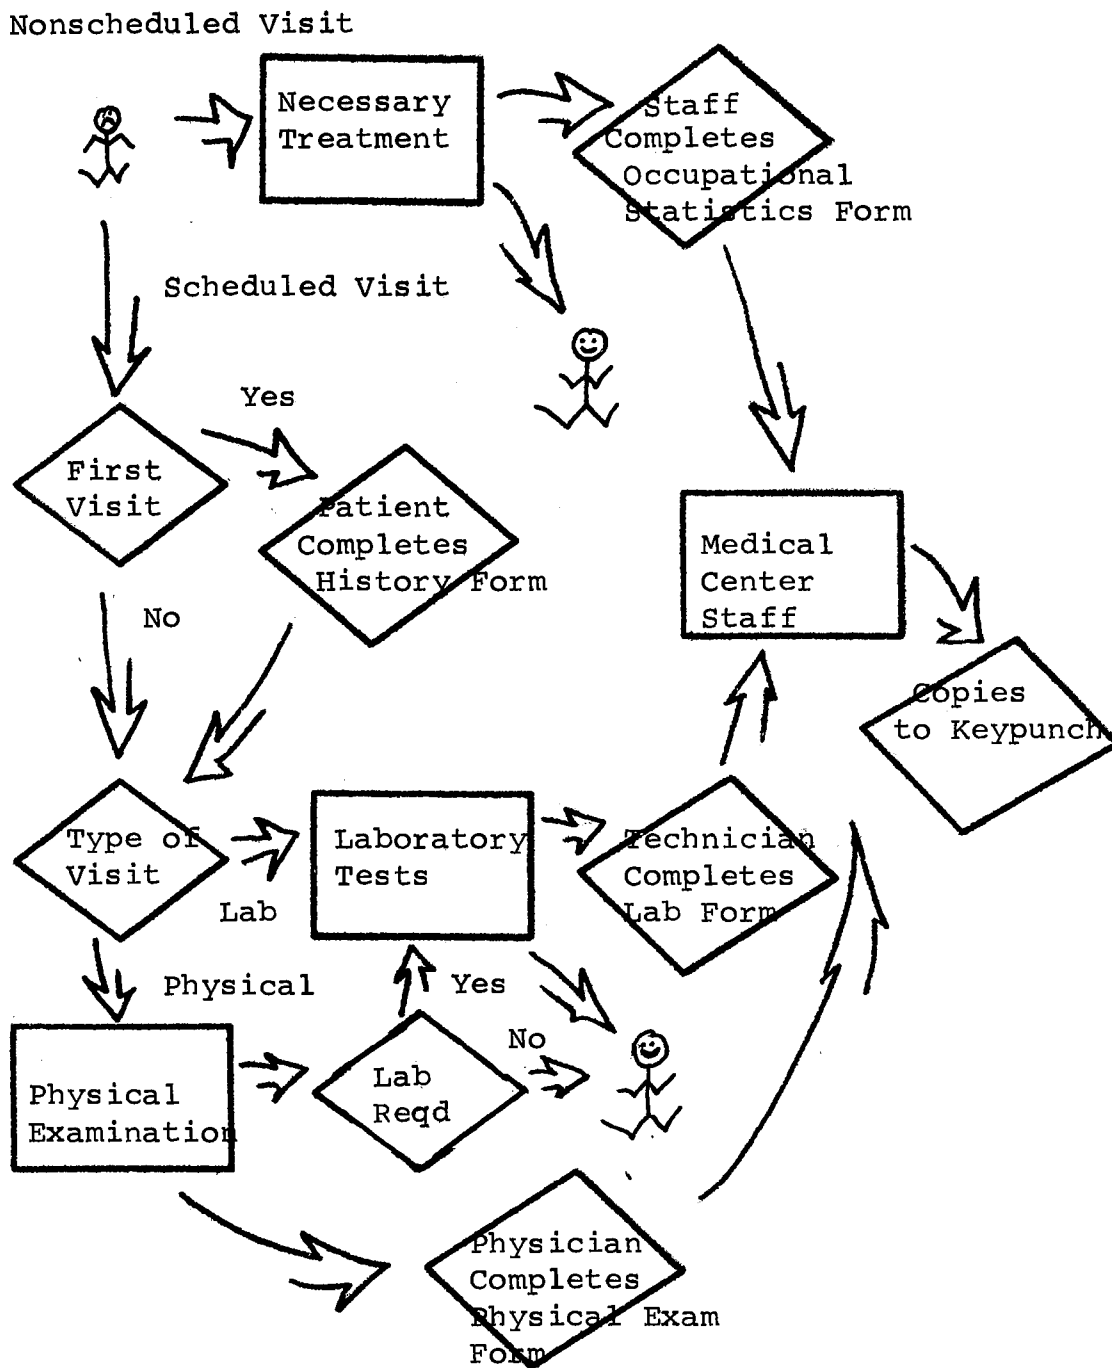 Nonscheduled Visit
Necessary
Treatment
Staff
Completes
Occupational
Statistics Form
Scheduled Visit
Yes
First
Visit
Patient
Completes
History Form
No
Medical
Center
Staff
Copies
to Keypunch
Type of
Visit
Lab
Laboratory
Tests
Technician
Completes
Lab Form
Physical
Yes
No
Physical
Examination
Lab
Reqd
Physician
Completes
Physical Exam
Form